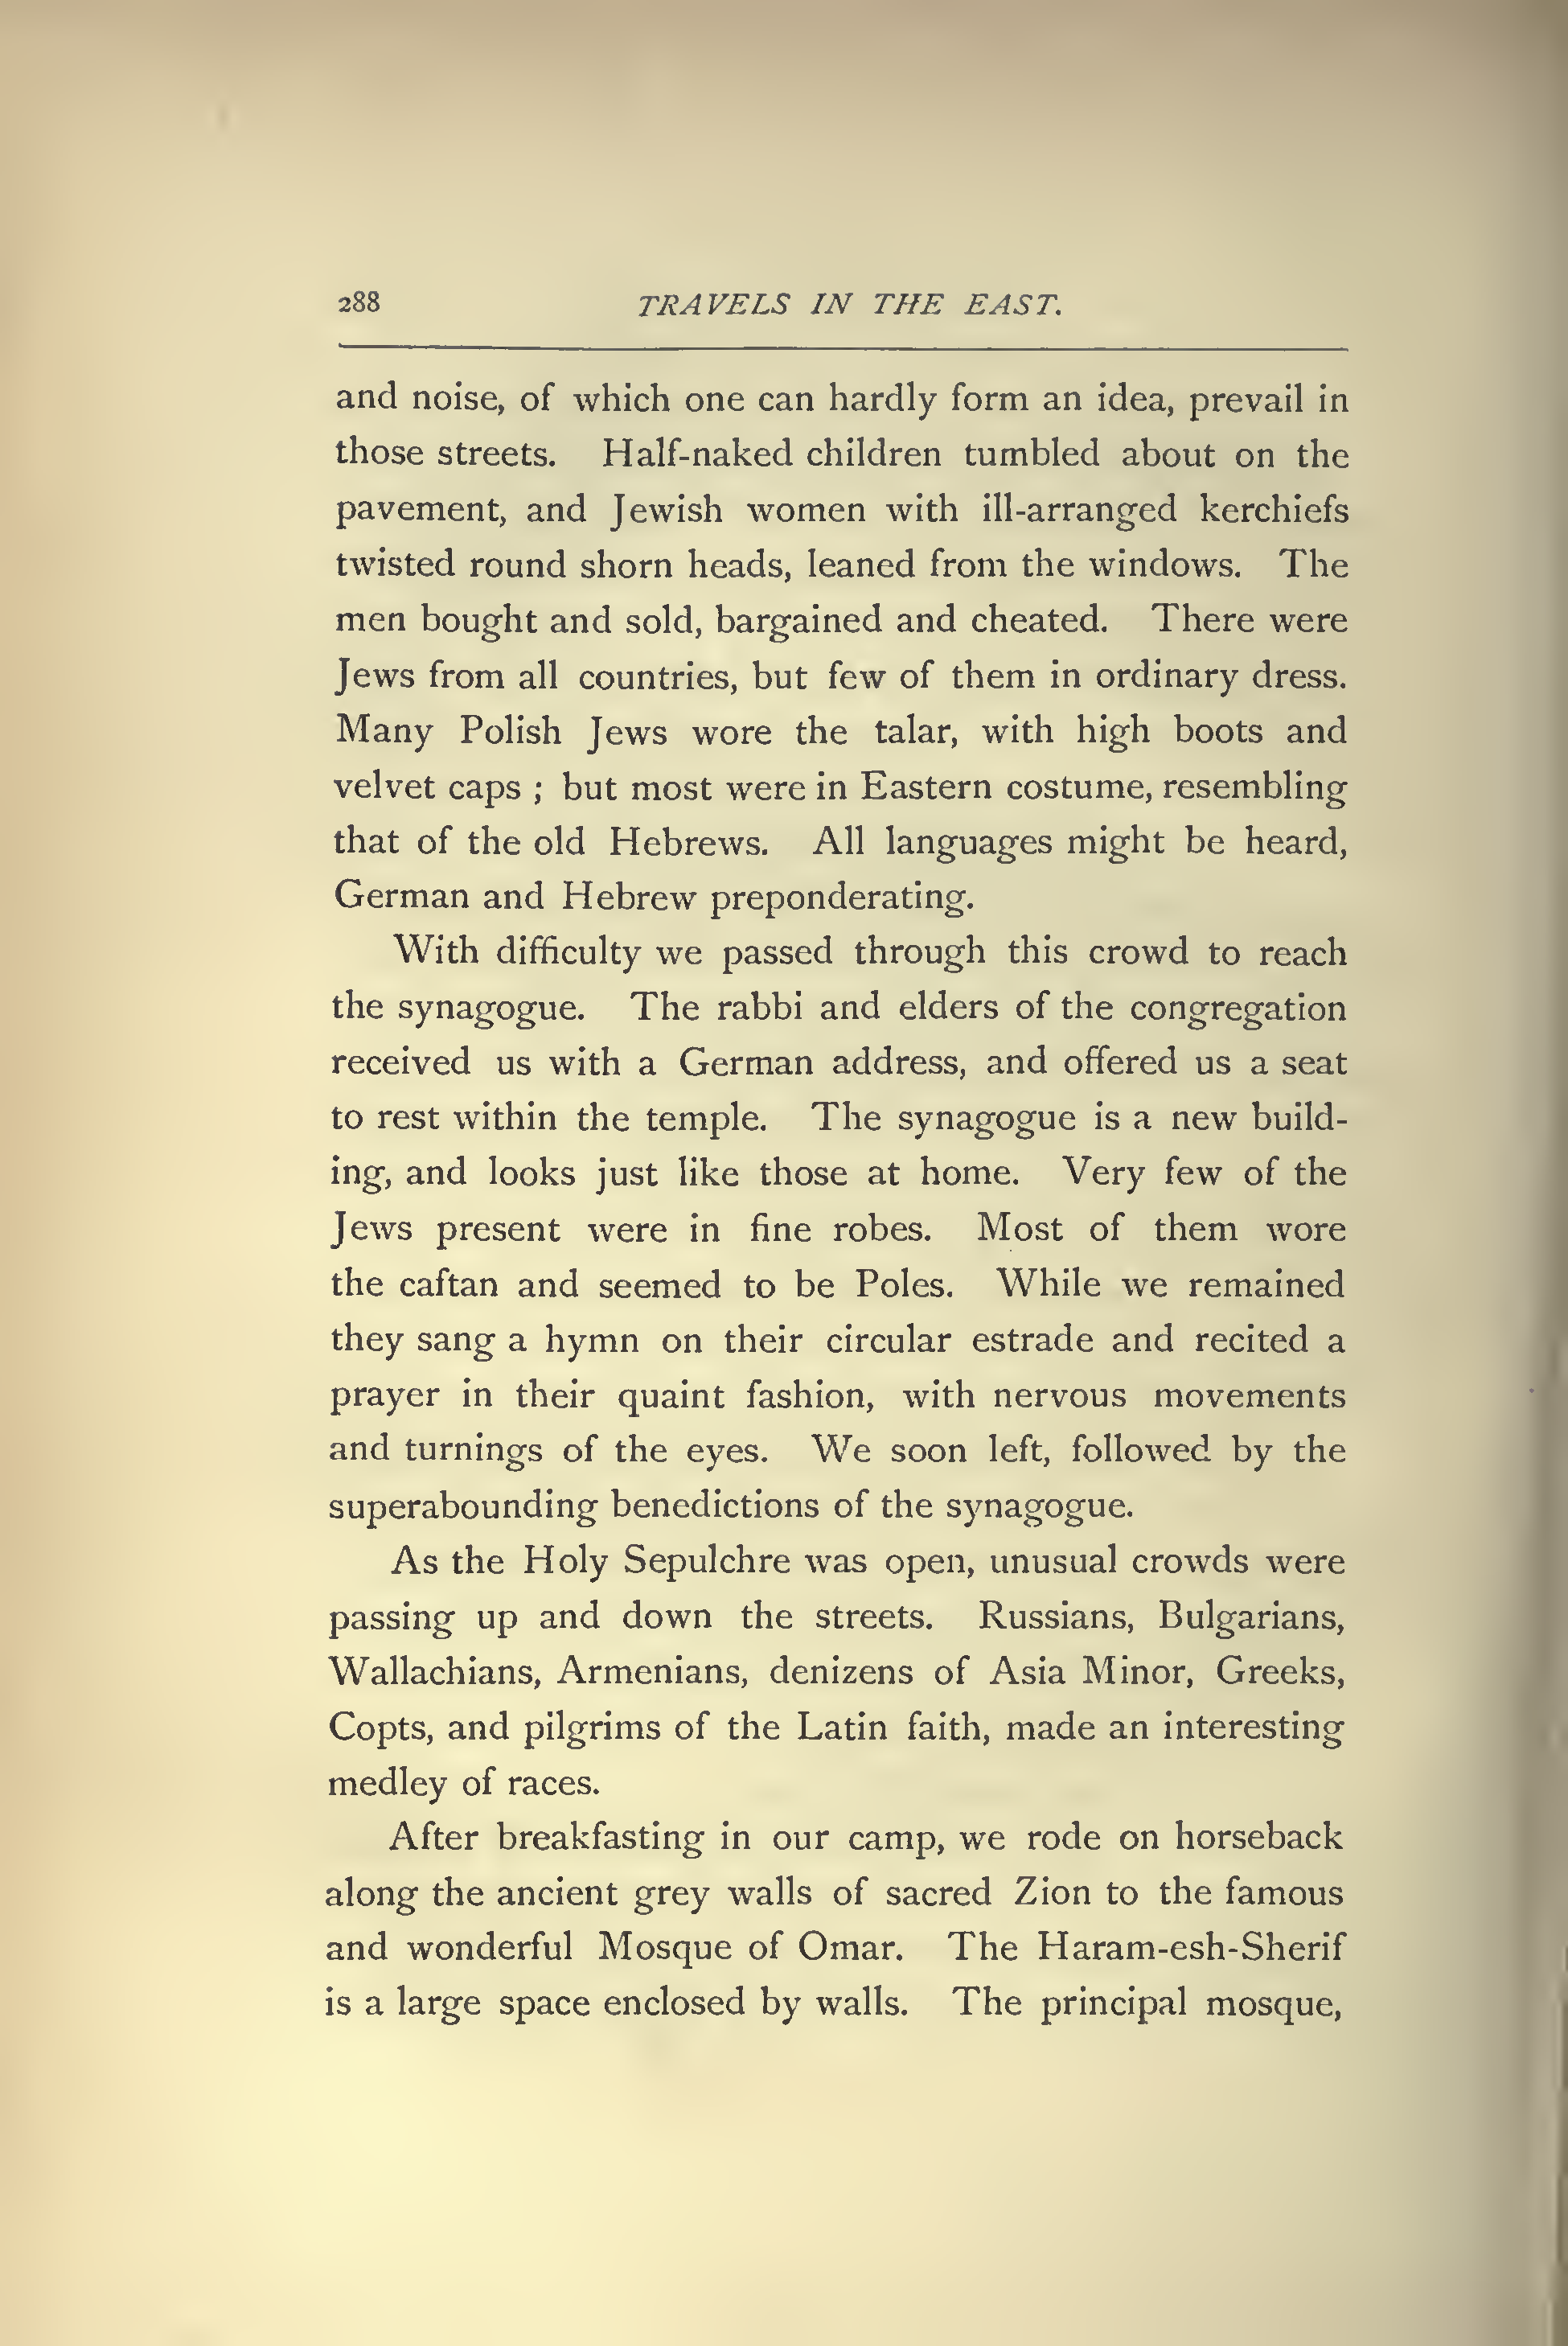 288 TRAVELS IN THE EAST.
and noise, of which one can hardly form an idea, prevail in
those streets. Half-naked children tumbled about on the
pavement, and Jewish women with ill-arranged kerchiefs
twisted round shorn heads, leaned from the windows. The
men bought and sold, bargained and cheated. There were
Jews from all countries, but few of them in ordinary dress.
Many Polish Jews wore the talar, with high boots and
velvet caps ; but most were in Eastern costume, resembling
that of the old Hebrews. All languages might be heard,
German and Hebrew preponderating.
With difficulty we passed through this crowd to reach
the synagogue. The rabbi and elders of the congregation
received us with a German address, and offered us a seat
to rest within the temple. The synagogue is a new build-
ing, and looks just like those at home. Very few of the
Jews present were in fine robes. Most of them wore
the caftan and seemed to be Poles. While we remained
they sang a hymn on their circular estrade and recited a
prayer in their quaint fashion, with nervous movements
and turnings of the eyes. We soon left, followed by the
superabounding benedictions of the synagogue.
As the Holy Sepulchre was open, unusual crowds were
passing up and down the streets. Russians, Bulgarians,
Wallachians, Armenians, denizens of Asia Minor, Greeks,
Copts, and pilgrims of the Latin faith, made an interesting
medley of races.
After breakfasting in our camp, we rode on horseback
along the ancient grey walls of sacred Zion to the famous
and wonderful Mosque of Omar. The Haram-esh-Sherif
is a large space enclosed by walls. The principal mosque,